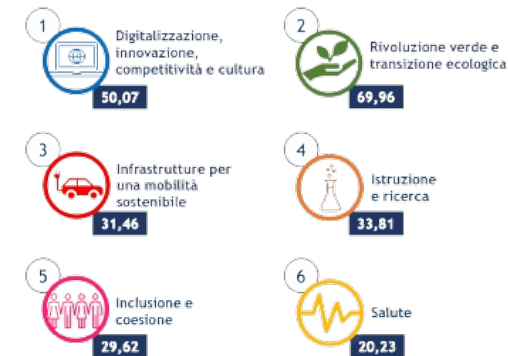 1
Digitalizzazione,
innovazione,
competitività e cultura
50,07
2
Rivoluzione verde e
transizione ecologica
69,96
3
Infrastrutture per
una mobilità
sostenibile
31,46
4
Istruzione
e ricerca
33,81
5
Inclusione e
coesione
29,62
6
Salute
20,23